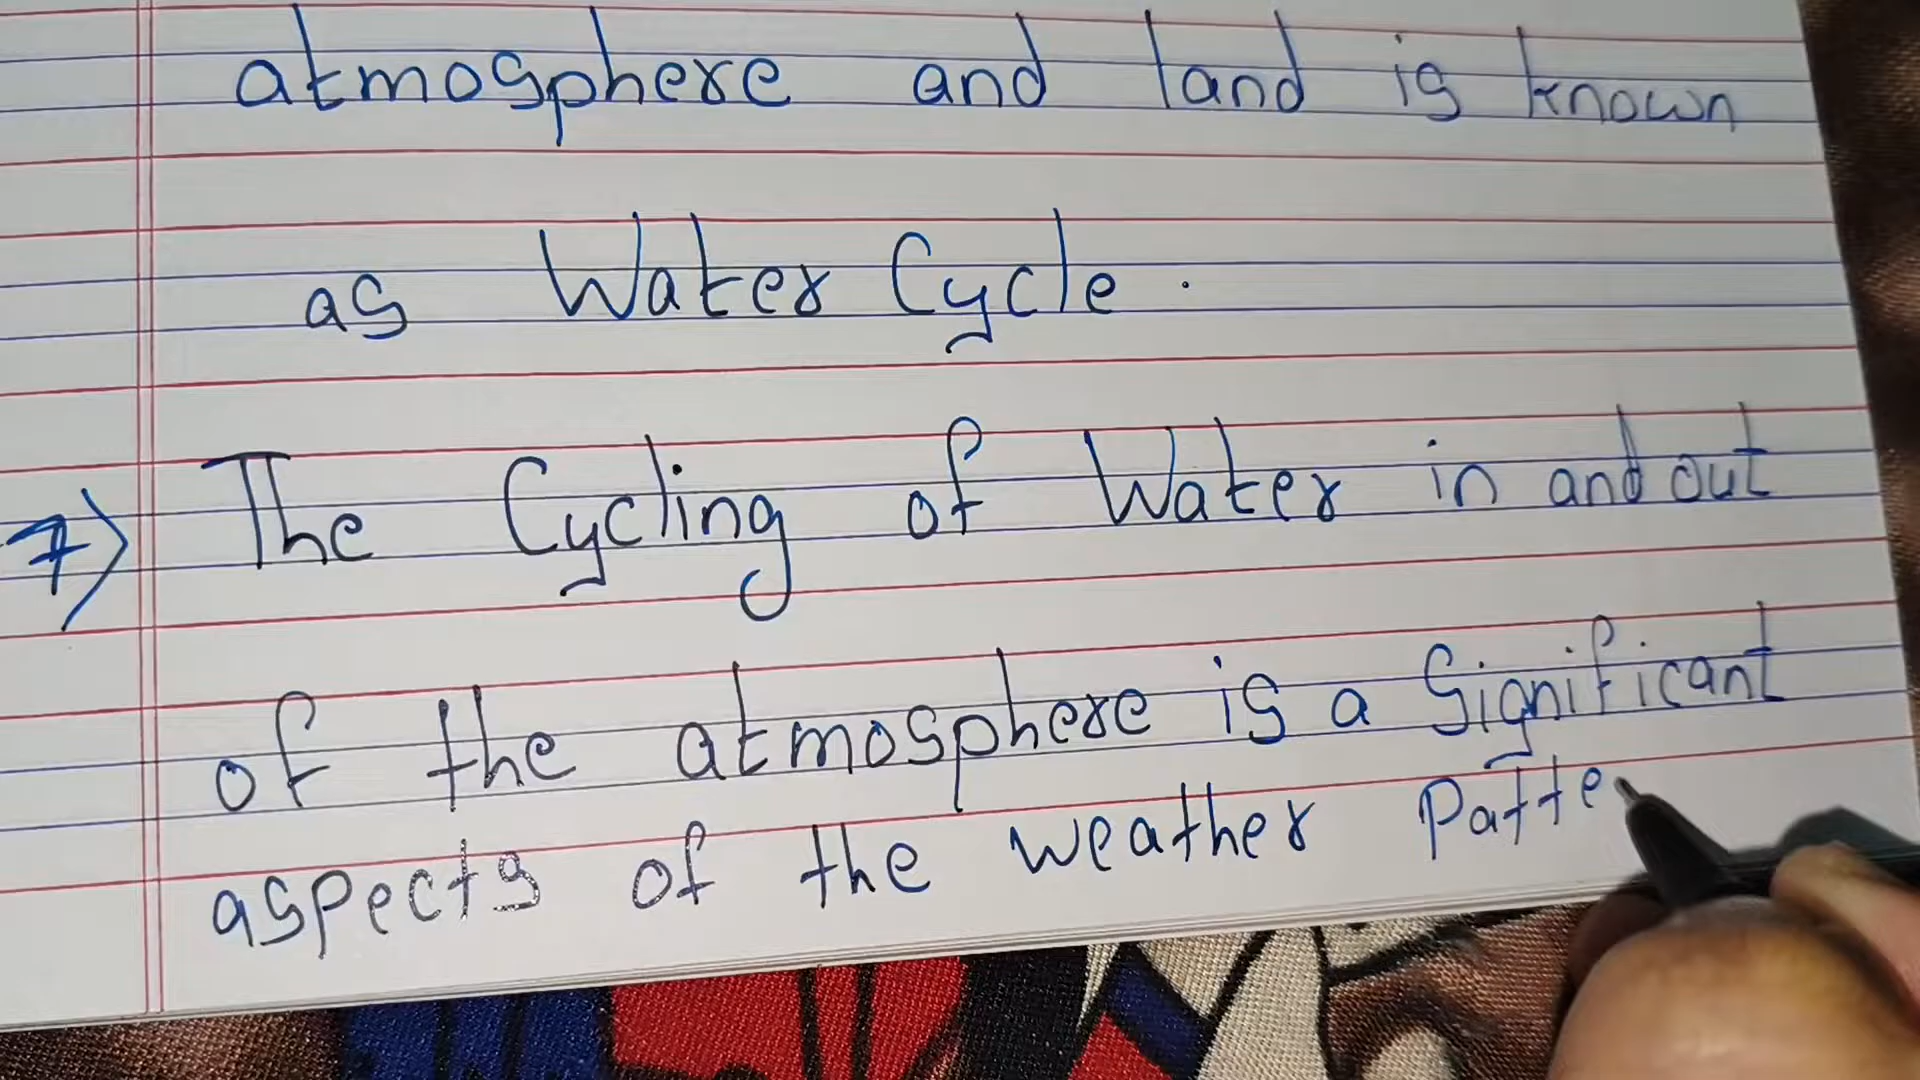 atmosphere and land is known
as Water Cycle.
7) The Cycling of Water in and out
of the atmosphere is a Significant
aspects of the weather Patte